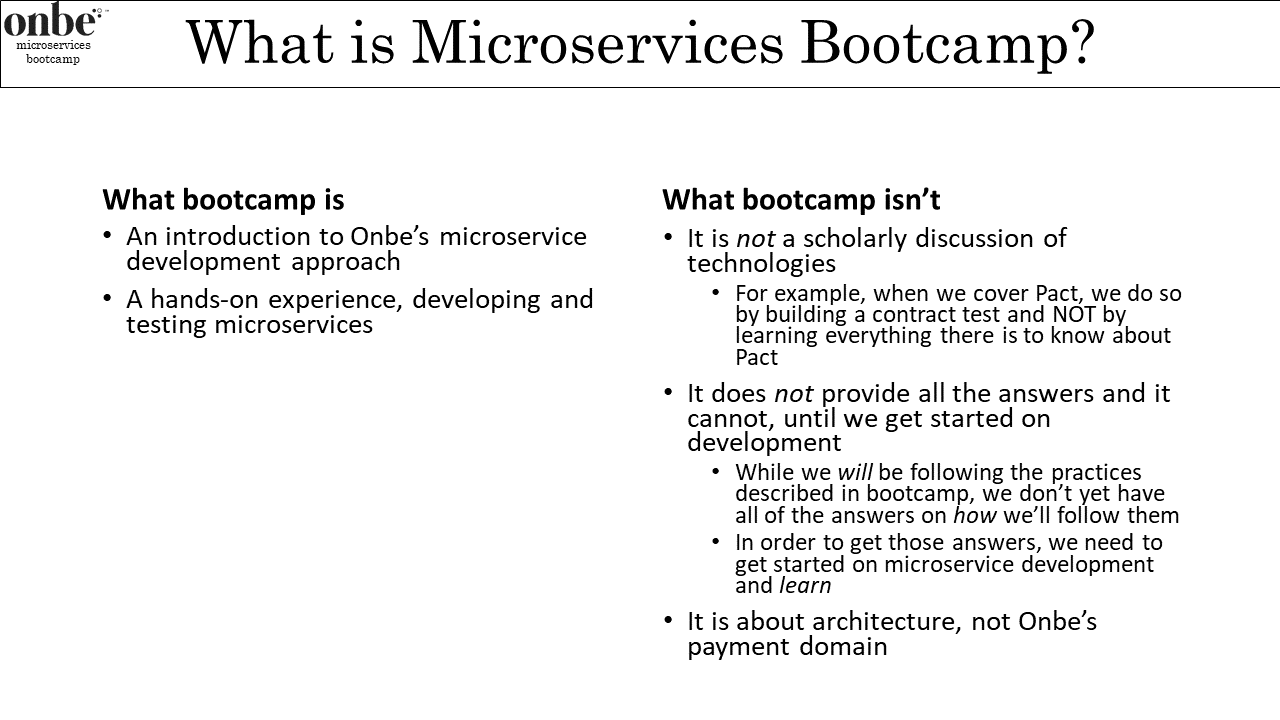 onbe
microservices
bootcamp
What is Microservices Bootcamp?
What bootcamp is
• An introduction to Onbe’s microservice
development approach
• A hands-on experience, developing and
testing microservices
What bootcamp isn’t
• It is not a scholarly discussion of
technologies
• For example, when we cover Pact, we do so
by building a contract test and NOT by
learning everything there is to know about
Pact
• It does not provide all the answers and it
cannot, until we get started on
development
• While we will be following the practices
described in bootcamp, we don’t yet have
all of the answers on how we’ll follow them
• In order to get those answers, we need to
get started on microservice development
and learn
• It is about architecture, not Onbe’s
payment domain